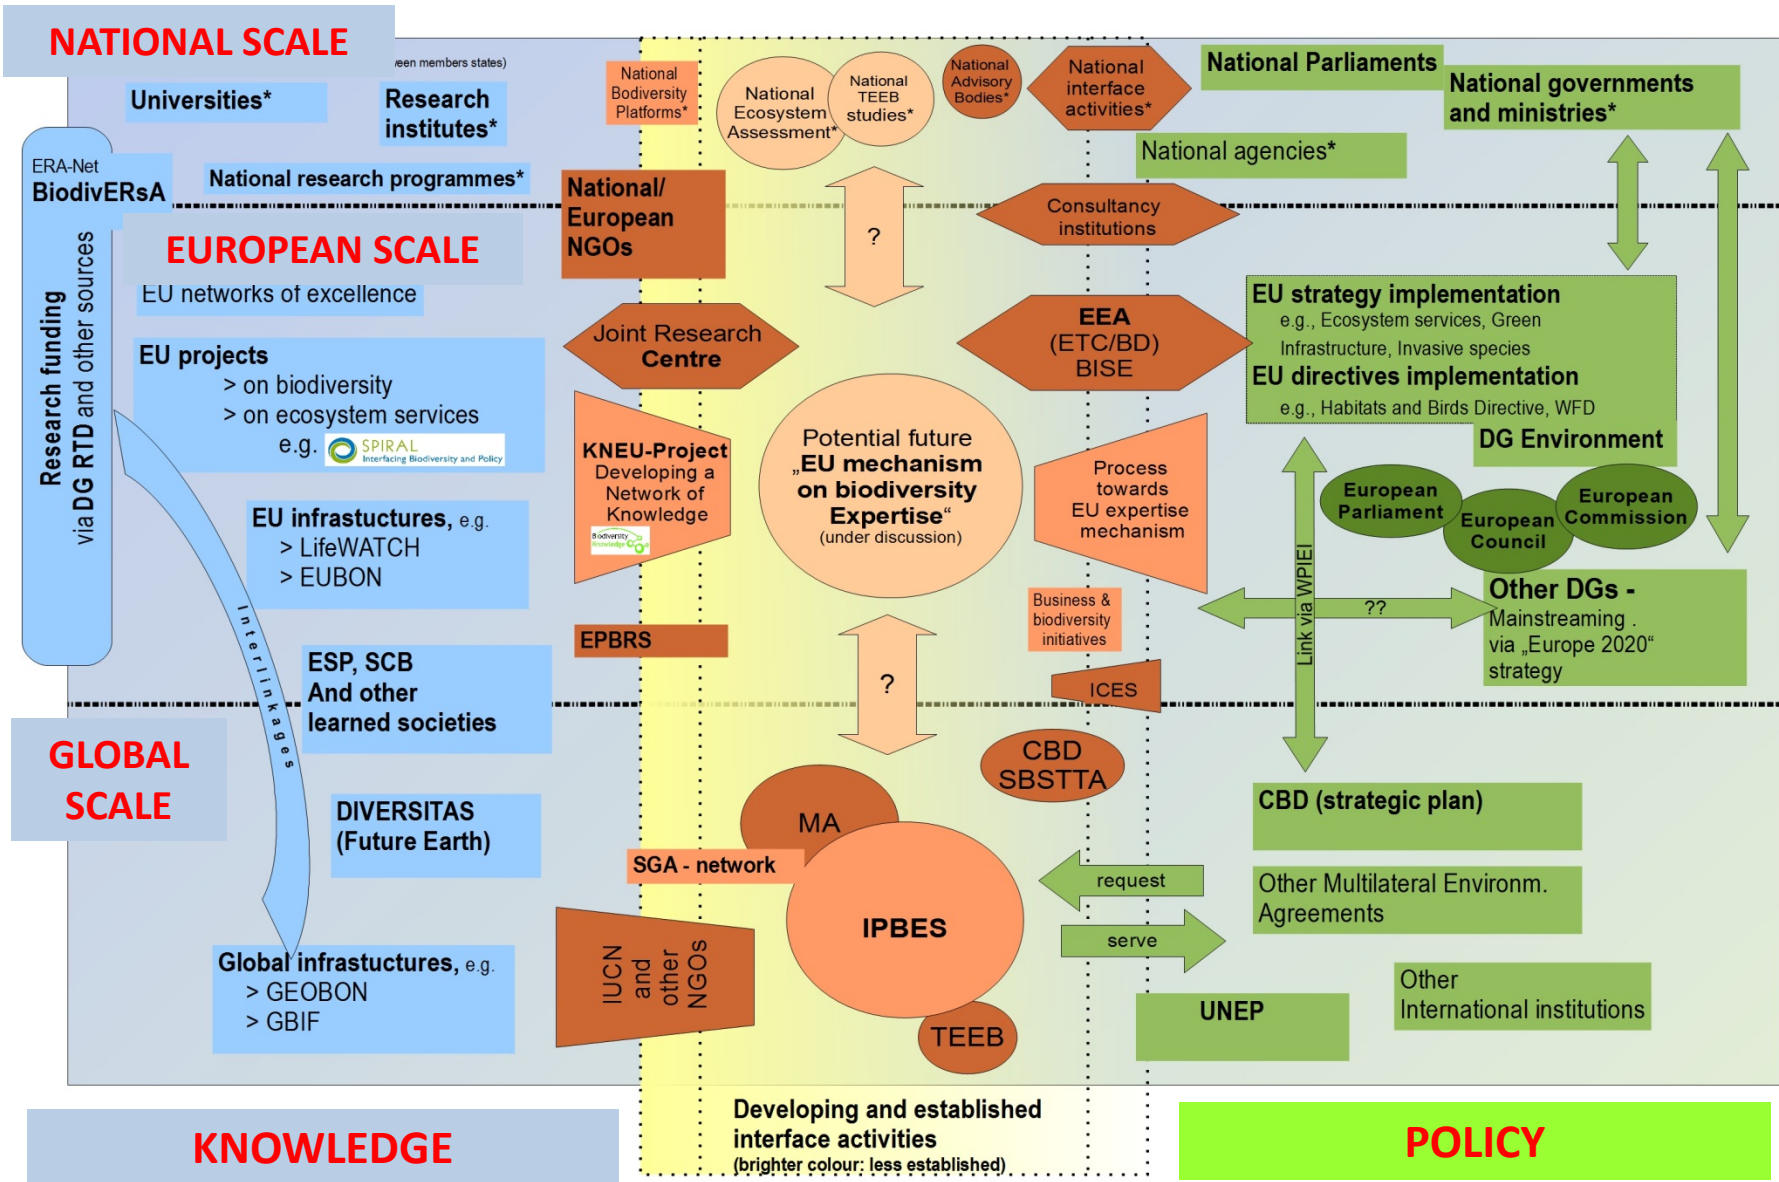 NATIONAL SCALE
ween members states)
Universities*
Research
institutes*
National research programmes*
ERA-Net
BiodivERsA
Research funding
via DG RTD and other sources
National
Biodiversity
Platforms*
National
Ecosystem
Assessment*
National
TEEB
studies*
National
Advisory
Bodies*
National
interface
activities*
National Parliaments
National governments
and ministries*
National agencies*
National/
European
NGOs
?
Consultancy
institutions
EUROPEAN SCALE
EU networks of excellence
EU projects
> on biodiversity
> on ecosystem services
e.g.
SPIRAL
Interfacing Biodiversity and Policy
Joint Research
Centre
EEA
(ETC/BD)
BISE
EU strategy implementation
e.g., Ecosystem services, Green
Infrastructure, Invasive species
EU directives implementation
e.g., Habitats and Birds Directive, WFD
DG Environment
KNEU-Project
Developing a
Network of
Knowledge
Biodiversity
Knowledge
Potential future
„EU mechanism
on biodiversity
Expertise“
(under discussion)
Process
towards
EU expertise
mechanism
European
Parliament
European
Council
European
Commission
EU infrastuctures, e.g.
> LifeWATCH
> EUBON
Interlinkages
Business &
biodiversity
initiatives
??
Link via WPIEI
Other DGs -
Mainstreaming .
via „Europe 2020“
strategy
EPBRS
ESP, SCB
And other
learned societies
?
ICES
GLOBAL
SCALE
CBD
SBSTTA
DIVERSITAS
(Future Earth)
MA
SGA - network
IPBES
TEEB
request
serve
CBD (strategic plan)
Other Multilateral Environm.
Agreements
Global infrastuctures, e.g.
> GEOBON
> GBIF
IUCN
and
other
NGOs
UNEP
Other
International institutions
KNOWLEDGE
Developing and established
interface activities
(brighter colour: less established)
POLICY